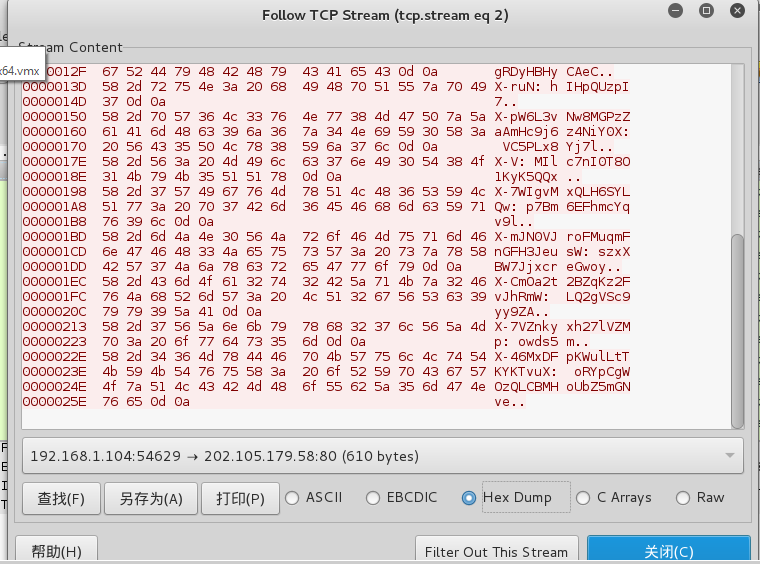 Follow TCP Stream (tcp.stream eq 2)
Stream Content
x64.vmx
0000012F 67 52 44 79 48 42 48 79 43 41 65 43 0d 0a gRDyHBHy CAeC..
0000013D 58 2d 72 75 4e 3a 20 68 49 48 70 51 55 7a 70 49 X-ruN: h IHpQUzpI
0000014D 37 0d 0a 7..
00000150 58 2d 70 57 36 4c 33 76 4e 77 38 4d 47 50 7a 5a X-pW6L3v Nw8MGPzZ
00000160 61 41 6d 48 63 39 6a 36 7a 34 4e 69 59 30 58 3a aAmHc9j6 z4NiY0X:
00000170 20 56 43 35 50 4c 78 38 59 6a 37 6c 0d 0a VC5PLx8 Yj7l..
0000017E 58 2d 56 3a 20 4d 49 6c 63 37 6e 49 30 54 38 4f X-V: MIl c7nI0T8O
0000018E 31 4b 79 4b 35 51 51 78 0d 0a 1KyK5QQx ..
00000198 58 2d 37 57 49 67 76 4d 78 51 4c 48 36 53 59 4c X-7WIgvM xQLH6SYL
000001A8 51 77 3a 20 70 37 42 6d 36 45 46 68 6d 63 59 71 Qw: p7Bm 6EFhmcYq
000001B8 76 39 6c 0d 0a v9l..
000001BD 58 2d 6d 4a 4e 30 56 4a 72 6f 46 4d 75 71 6d 46 X-mJN0VJ roFMuqmF
000001CD 6e 47 46 48 33 4a 65 75 73 57 3a 20 73 7a 78 58 nGFH3Jeu sW: szxX
000001DD 42 57 37 4a 6a 78 63 72 65 47 77 6f 79 0d 0a BW7Jjxcr eGwoy..
000001EC 58 2d 43 6d 4f 61 32 74 32 42 5a 71 4b 7a 32 46 X-CmOa2t 2BZqKz2F
000001FC 76 4a 68 52 6d 57 3a 20 4c 51 32 67 56 53 63 39 vJhRmW: LQ2gVSc9
0000020C 79 79 39 5a 41 0d 0a yy9ZA..
00000213 58 2d 37 56 5a 6e 6b 79 78 68 32 37 6c 56 5a 4d X-7VZnky xh27lVZM
00000223 70 3a 20 6f 77 64 73 35 6d 0d 0a p: owds5 m..
0000022E 58 2d 34 36 4d 78 44 46 70 4b 57 75 6c 4c 74 54 X-46MxDF pKWulLtT
0000023E 4b 59 4b 54 76 75 58 3a 20 6f 52 59 70 43 67 57 KYKTvuX: oRYpCgW
0000024E 4f 7a 51 4c 43 42 4d 48 6f 55 62 5a 35 6d 47 4e OzQLCBMH oUbZ5mGN
0000025E 76 65 0d 0a ve..
192.168.1.104:54629 → 202.105.179.58:80 (610 bytes)
查找(F) 另存为(A) 打印(P) ASCII EBCDIC Hex Dump C Arrays Raw
帮助(H) Filter Out This Stream 关闭(C)